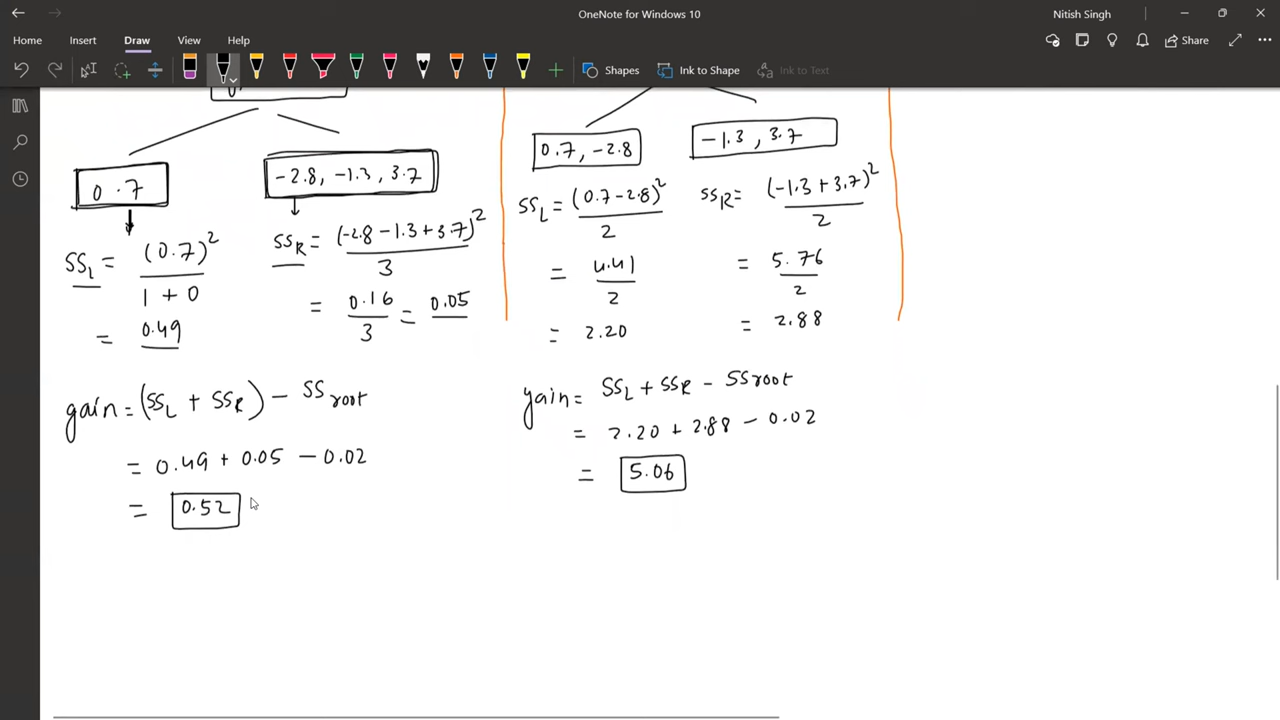 OneNote for Windows 10
Nitish Singh
Home Insert Draw View Help
Share
Shapes
Ink to Shape
Ink to Text
0.7
-2.8, -1.3, 3.7
SSL = (0.7)²
1 + 0
= 0.49
SSR = (-2.8 - 1.3 + 3.7)²
3
= 0.16 = 0.05
3
gain = (SSL + SSR) - SSroot
= 0.49 + 0.05 - 0.02
= 0.52
0.7, -2.8
-1.3, 3.7
SSL = (0.7-2.8)²
2
= 4.41
2
= 2.20
SSR = (-1.3 + 3.7)²
2
= 5.76
2
= 2.88
gain = SSL + SSR - SSroot
= 2.20 + 2.88 - 0.02
= 5.06